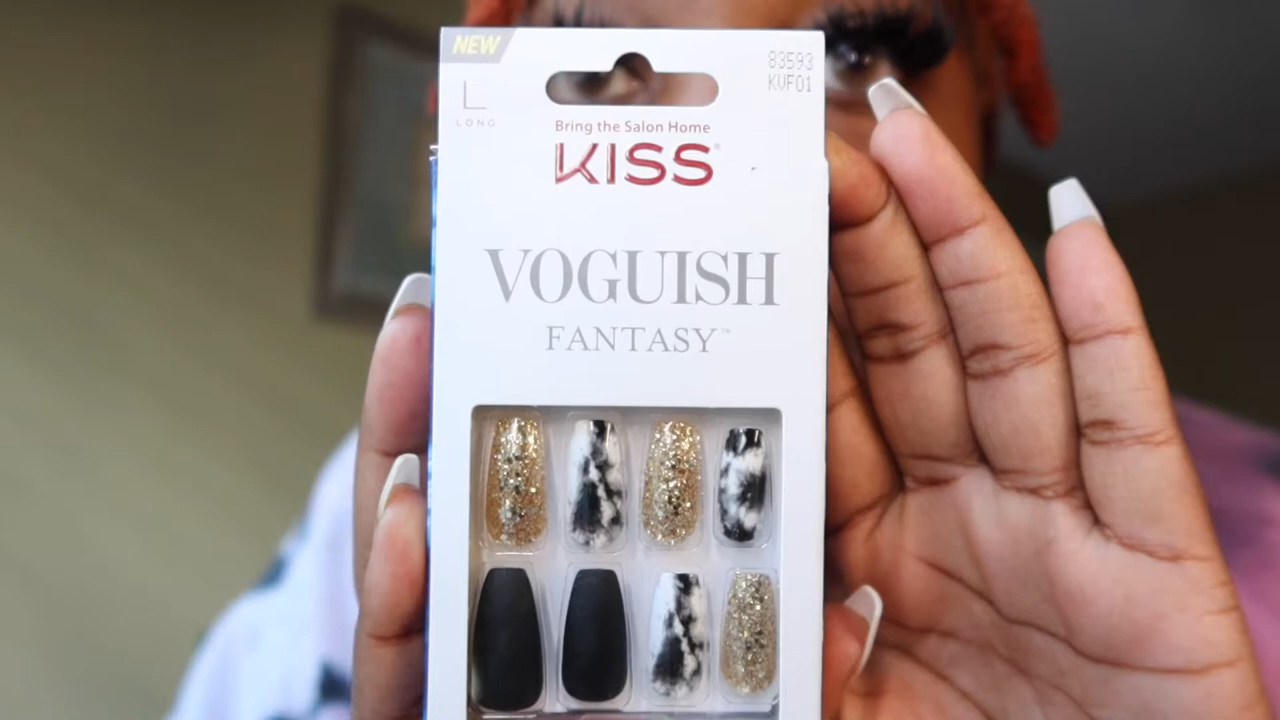 NEW
83593
KVF01
L
LONG
Bring the Salon Home
KISS®
VOGUISH
FANTASY™